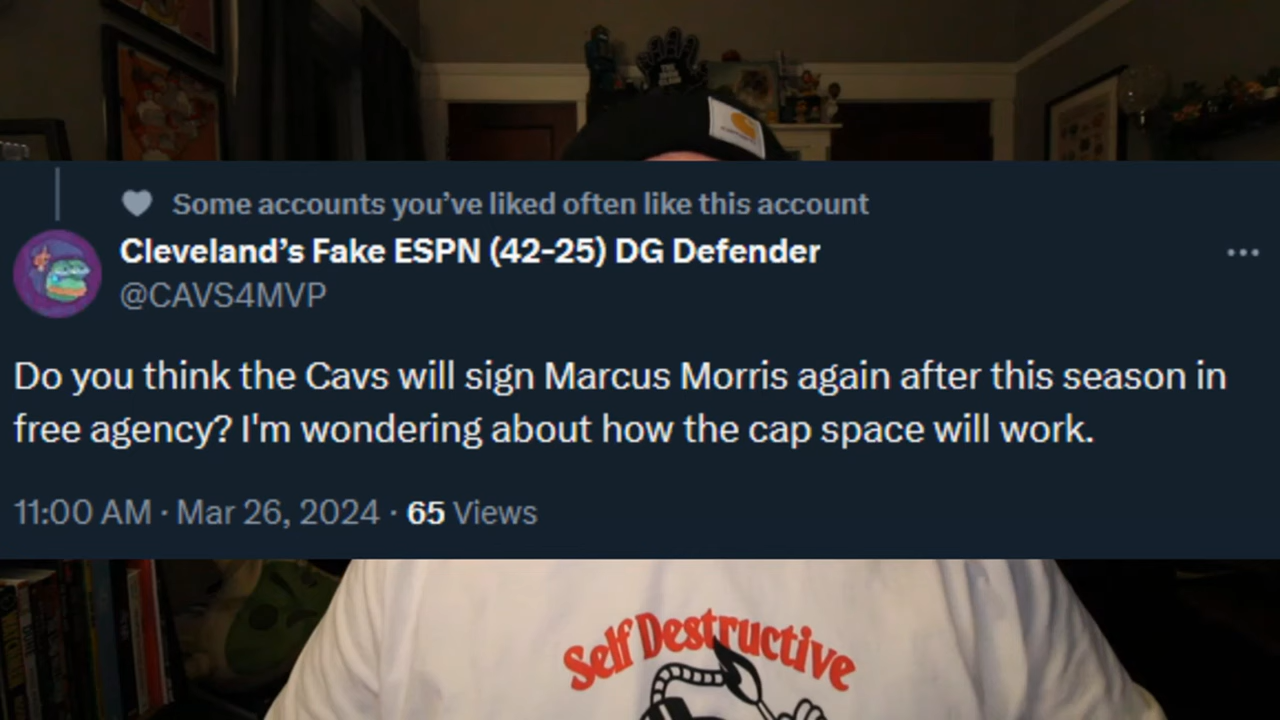 Some accounts you’ve liked often like this account
Cleveland’s Fake ESPN (42-25) DG Defender
@CAVS4MVP
Do you think the Cavs will sign Marcus Morris again after this season in
free agency? I'm wondering about how the cap space will work.
11:00 AM · Mar 26, 2024 · 65 Views
Self Destructive